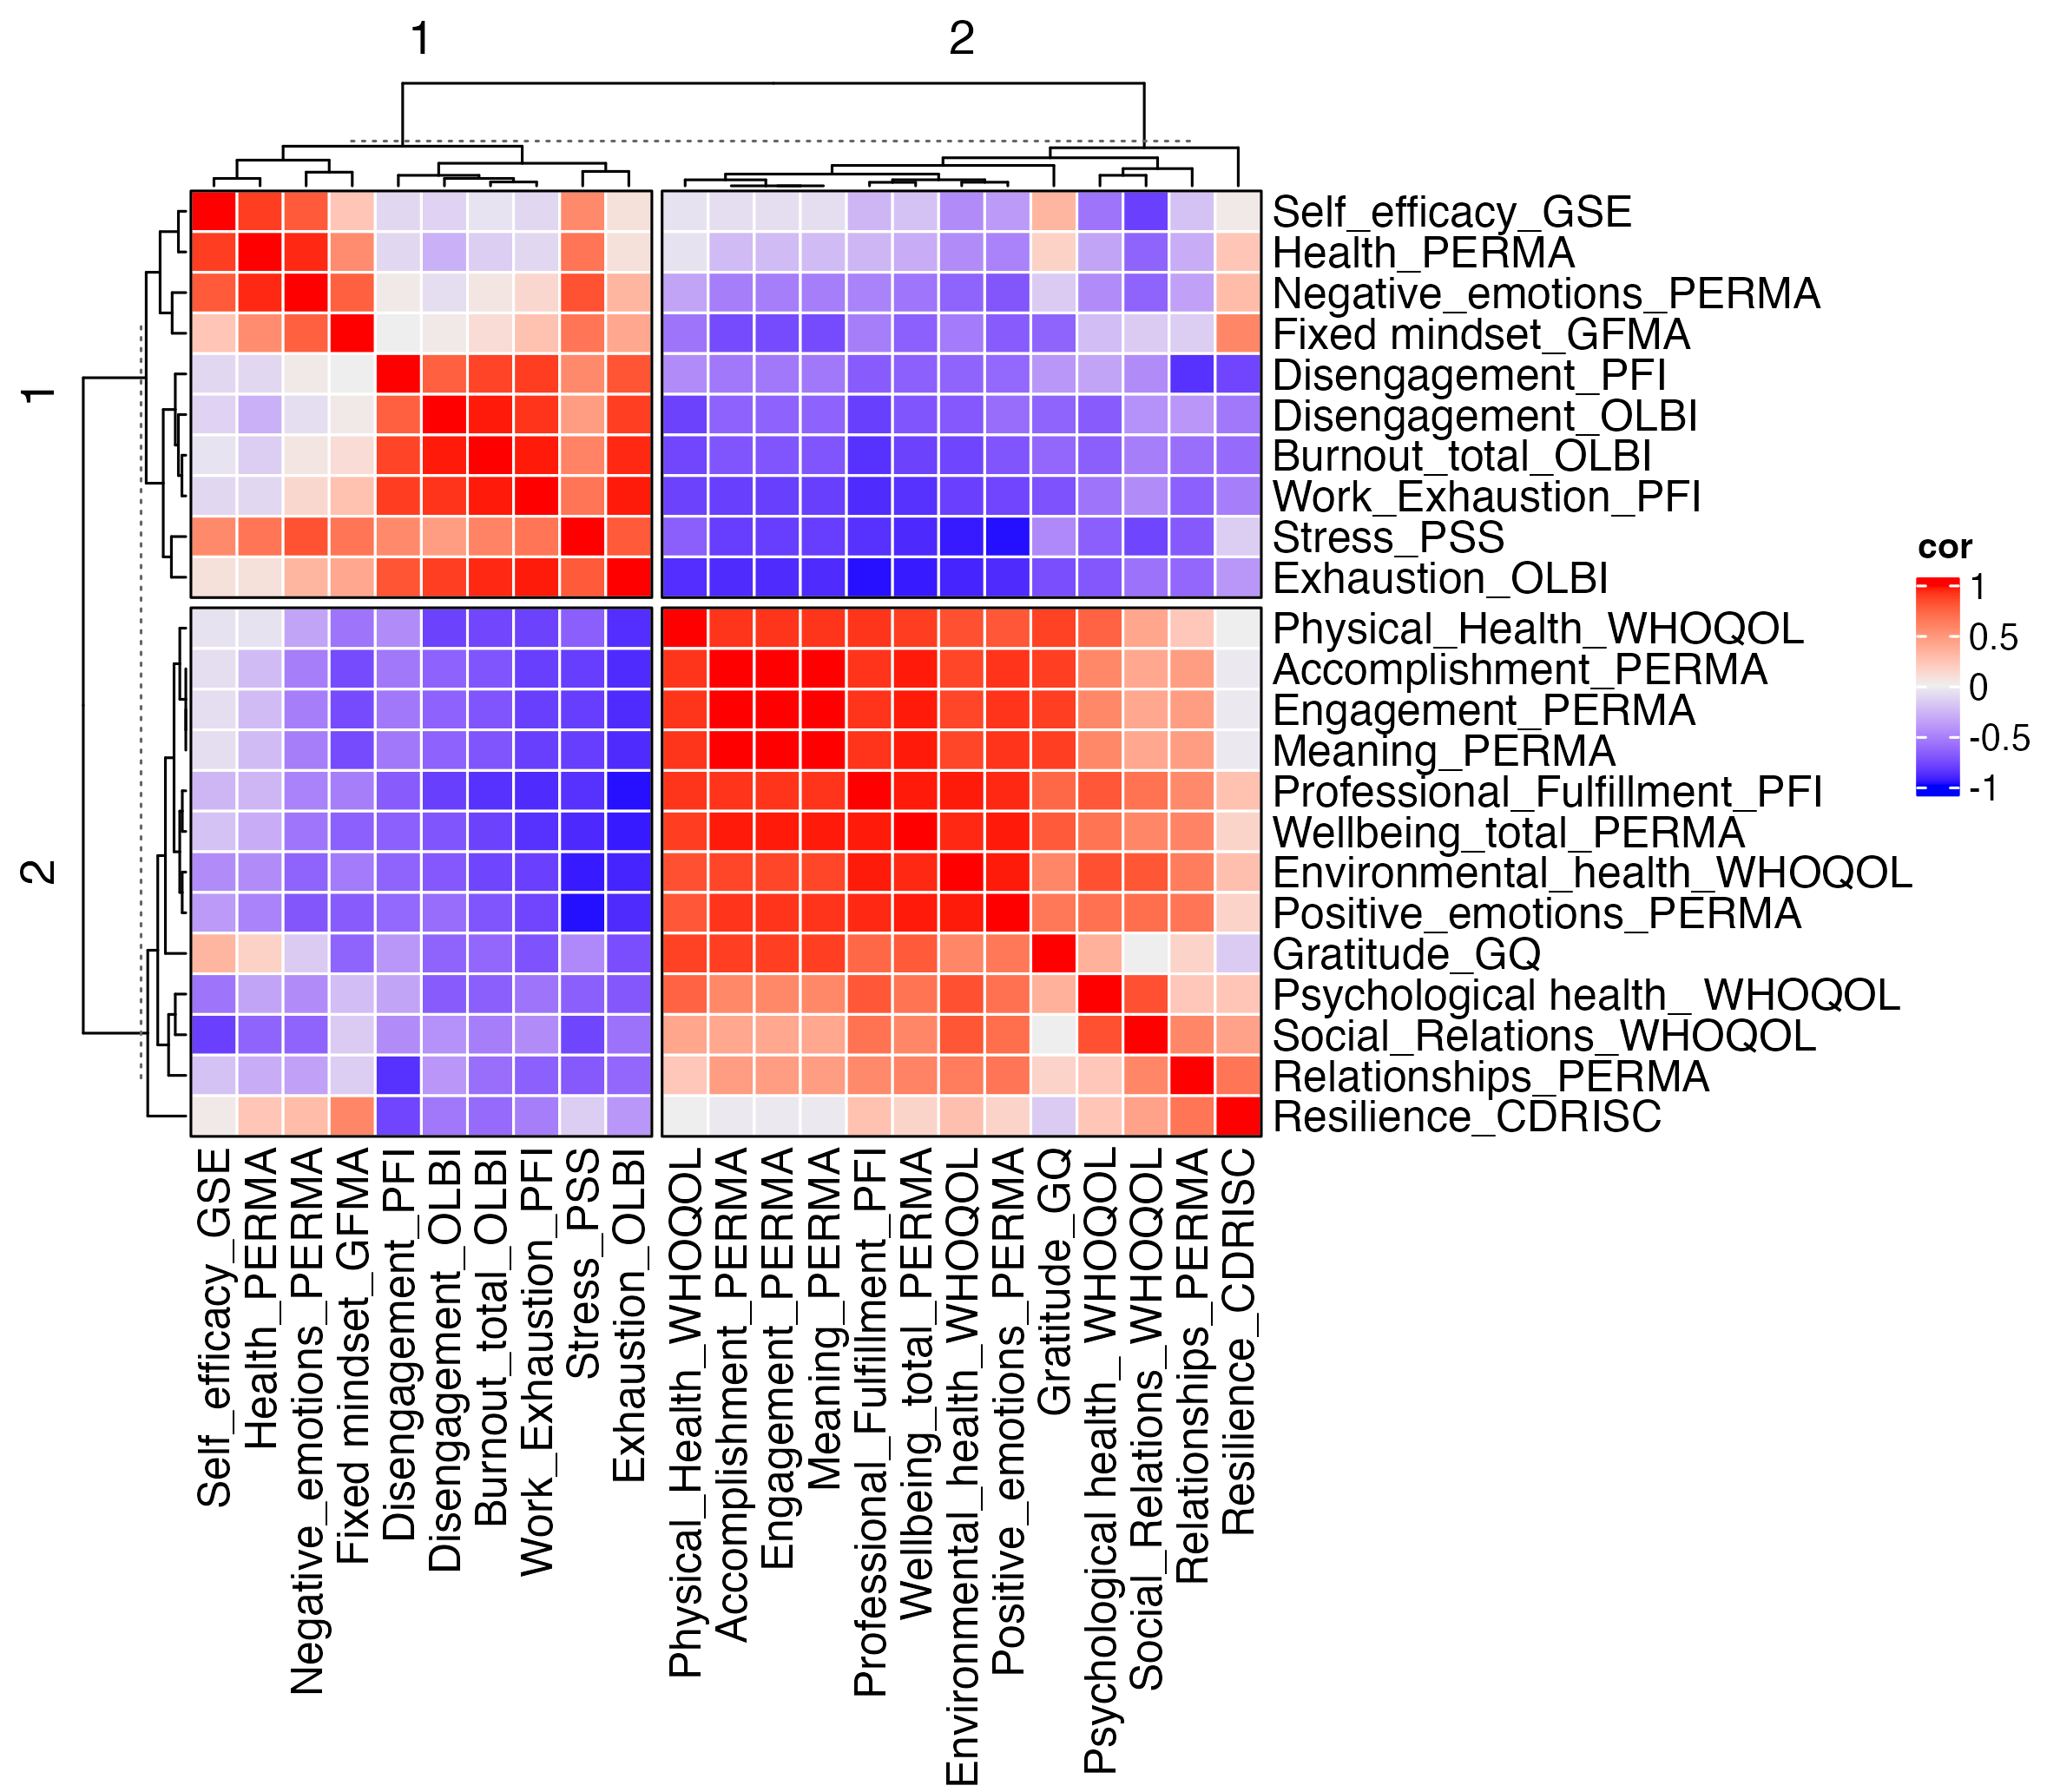 1
2
Self_efficacy_GSE
Health_PERMA
Negative_emotions_PERMA
Fixed mindset_GFMA
Disengagement_PFI
Disengagement_OLBI
Burnout_total_OLBI
Work_Exhaustion_PFI
Stress_PSS
Exhaustion_OLBI
Physical_Health_WHOQOL
Accomplishment_PERMA
Engagement_PERMA
Meaning_PERMA
Professional_Fulfillment_PFI
Wellbeing_total_PERMA
Environmental_health_WHOQOL
Positive_emotions_PERMA
Gratitude_GQ
Psychological health_ WHOQOL
Social_Relations_WHOQOL
Relationships_PERMA
Resilience_CDRISC
1
2
cor
1
0.5
0
-0.5
-1
Self_efficacy_GSE
Health_PERMA
Negative_emotions_PERMA
Fixed mindset_GFMA
Disengagement_PFI
Disengagement_OLBI
Burnout_total_OLBI
Work_Exhaustion_PFI
Stress_PSS
Exhaustion_OLBI
Physical_Health_WHOQOL
Accomplishment_PERMA
Engagement_PERMA
Meaning_PERMA
Professional_Fulfillment_PFI
Wellbeing_total_PERMA
Environmental_health_WHOQOL
Positive_emotions_PERMA
Gratitude_GQ
Psychological health_ WHOQOL
Social_Relations_WHOQOL
Relationships_PERMA
Resilience_CDRISC